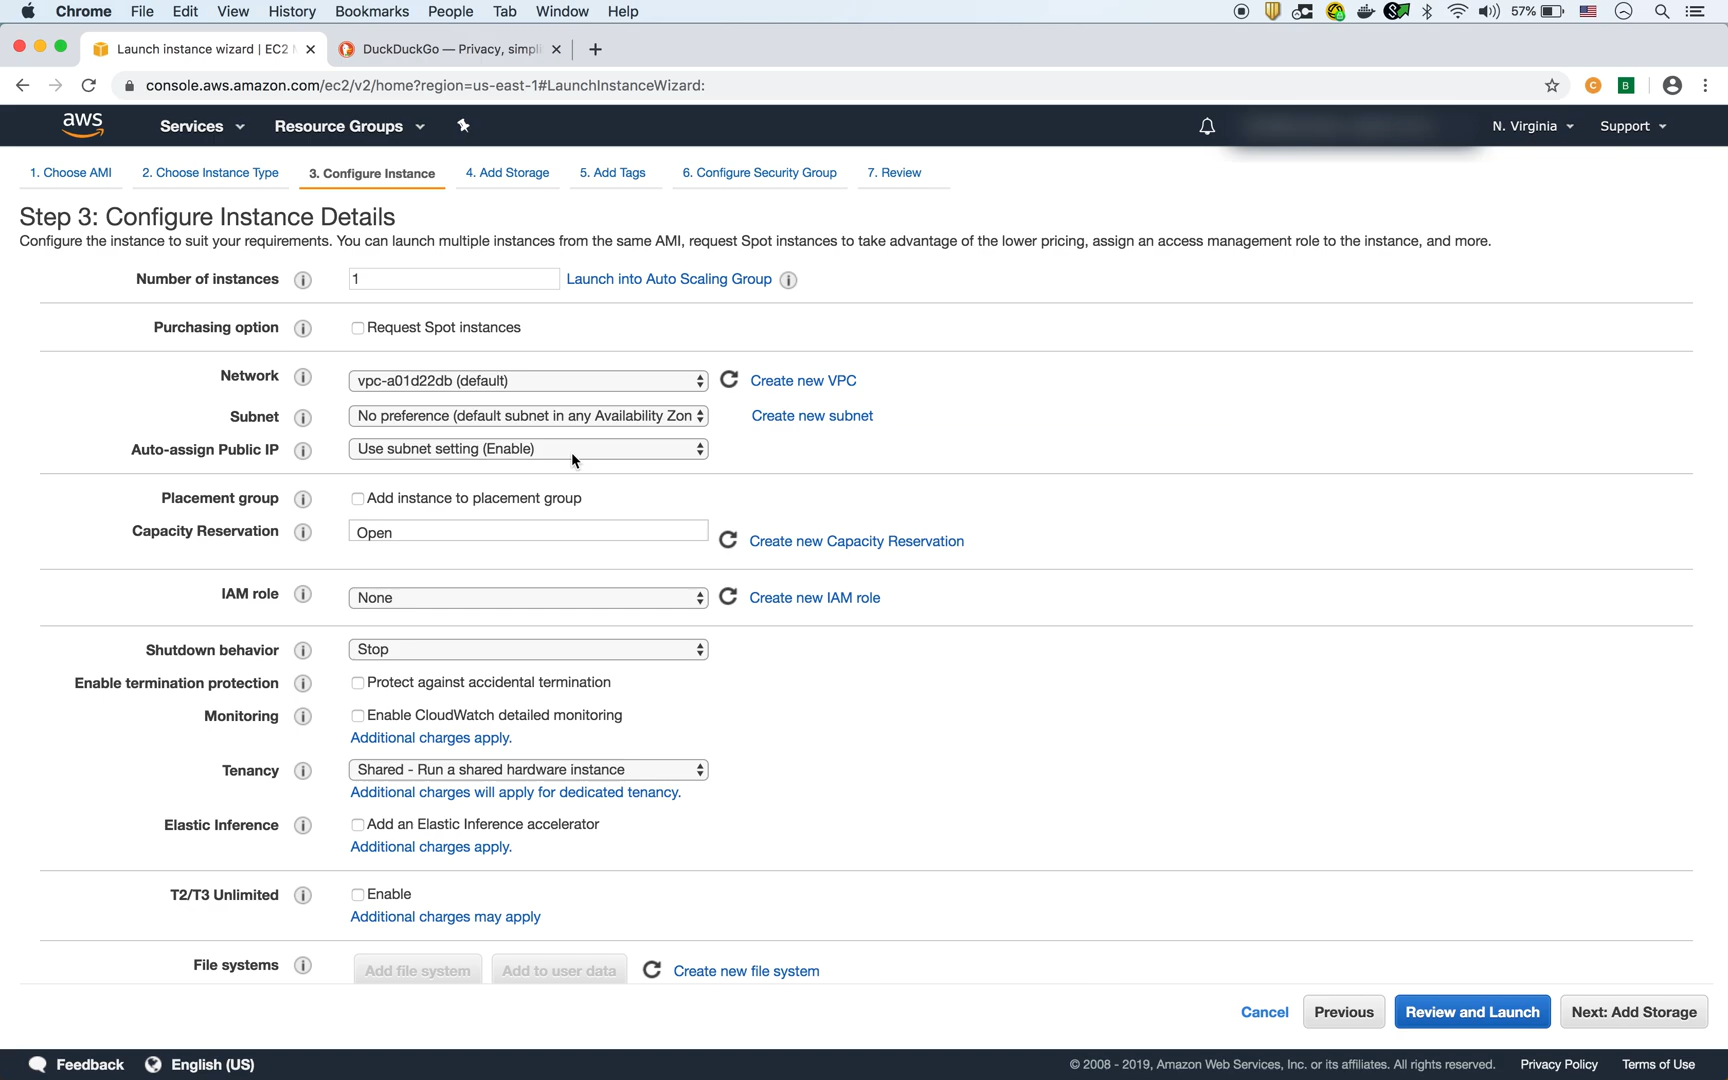 Chrome File Edit View History Bookmarks People Tab Window Help 57%
Launch instance wizard | EC2 DuckDuckGo — Privacy, simpli
console.aws.amazon.com/ec2/v2/home?region=us-east-1#LaunchInstanceWizard:
aws Services Resource Groups N. Virginia Support
1. Choose AMI 2. Choose Instance Type 3. Configure Instance 4. Add Storage 5. Add Tags 6. Configure Security Group 7. Review
Step 3: Configure Instance Details
Configure the instance to suit your requirements. You can launch multiple instances from the same AMI, request Spot instances to take advantage of the lower pricing, assign an access management role to the instance, and more.
Number of instances i 1 Launch into Auto Scaling Group i
Purchasing option i Request Spot instances
Network i vpc-a01d22db (default) Create new VPC
Subnet i No preference (default subnet in any Availability Zon Create new subnet
Auto-assign Public IP i Use subnet setting (Enable)
Placement group i Add instance to placement group
Capacity Reservation i Open Create new Capacity Reservation
IAM role i None Create new IAM role
Shutdown behavior i Stop
Enable termination protection i Protect against accidental termination
Monitoring i Enable CloudWatch detailed monitoring
Additional charges apply.
Tenancy i Shared - Run a shared hardware instance
Additional charges will apply for dedicated tenancy.
Elastic Inference i Add an Elastic Inference accelerator
Additional charges apply.
T2/T3 Unlimited i Enable
Additional charges may apply
File systems i Add file system Add to user data Create new file system
Cancel Previous Review and Launch Next: Add Storage
Feedback English (US) © 2008 - 2019, Amazon Web Services, Inc. or its affiliates. All rights reserved. Privacy Policy Terms of Use